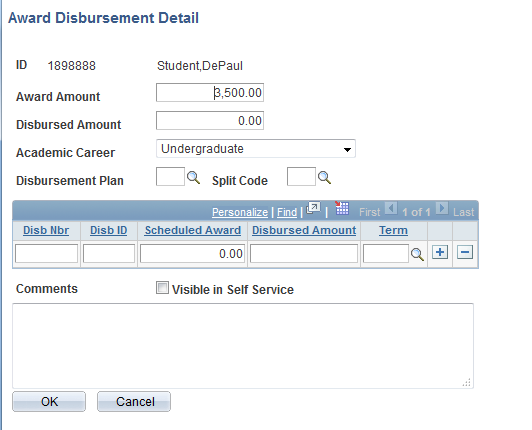 Award Disbursement Detail
ID 1898888 Student,DePaul
Award Amount 3,500.00
Disbursed Amount 0.00
Academic Career Undergraduate
Disbursement Plan Split Code
Personalize | Find | | First 1 of 1 Last
Disb Nbr Disb ID Scheduled Award Disbursed Amount Term
0.00
Comments Visible in Self Service
OK Cancel